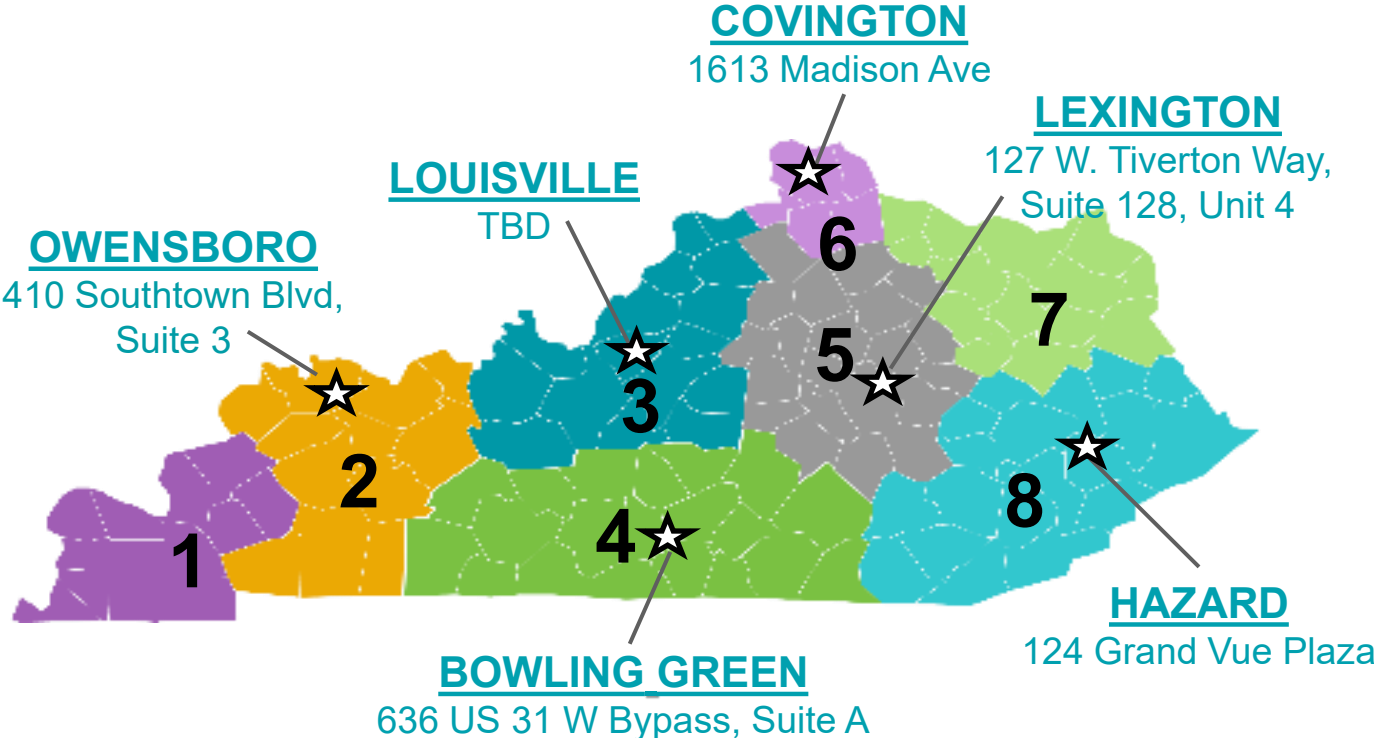 COVINGTON
1613 Madison Ave
LEXINGTON
127 W. Tiverton Way,
Suite 128, Unit 4
LOUISVILLE
TBD
OWENSBORO
410 Southtown Blvd,
Suite 3
6
7
5
3
2
8
4
1
HAZARD
124 Grand Vue Plaza
BOWLING GREEN
636 US 31 W Bypass, Suite A